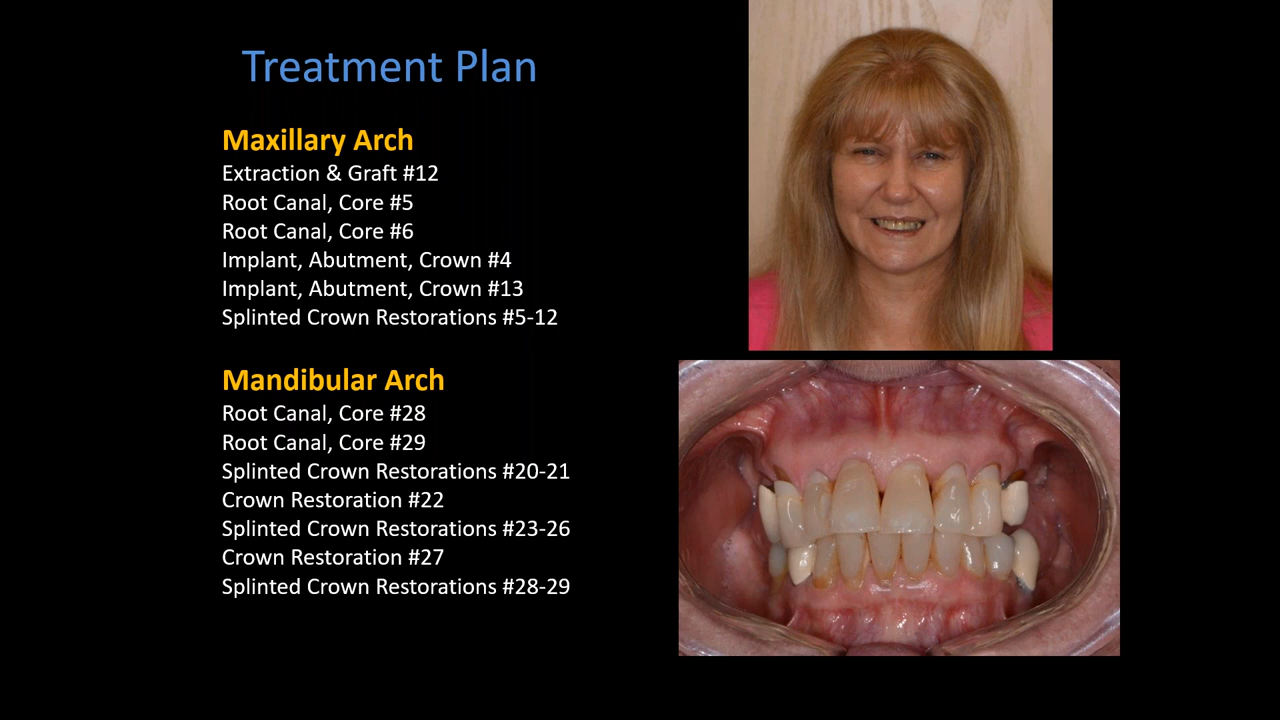 Treatment Plan
Maxillary Arch
Extraction & Graft #12
Root Canal, Core #5
Root Canal, Core #6
Implant, Abutment, Crown #4
Implant, Abutment, Crown #13
Splinted Crown Restorations #5-12
Mandibular Arch
Root Canal, Core #28
Root Canal, Core #29
Splinted Crown Restorations #20-21
Crown Restoration #22
Splinted Crown Restorations #23-26
Crown Restoration #27
Splinted Crown Restorations #28-29